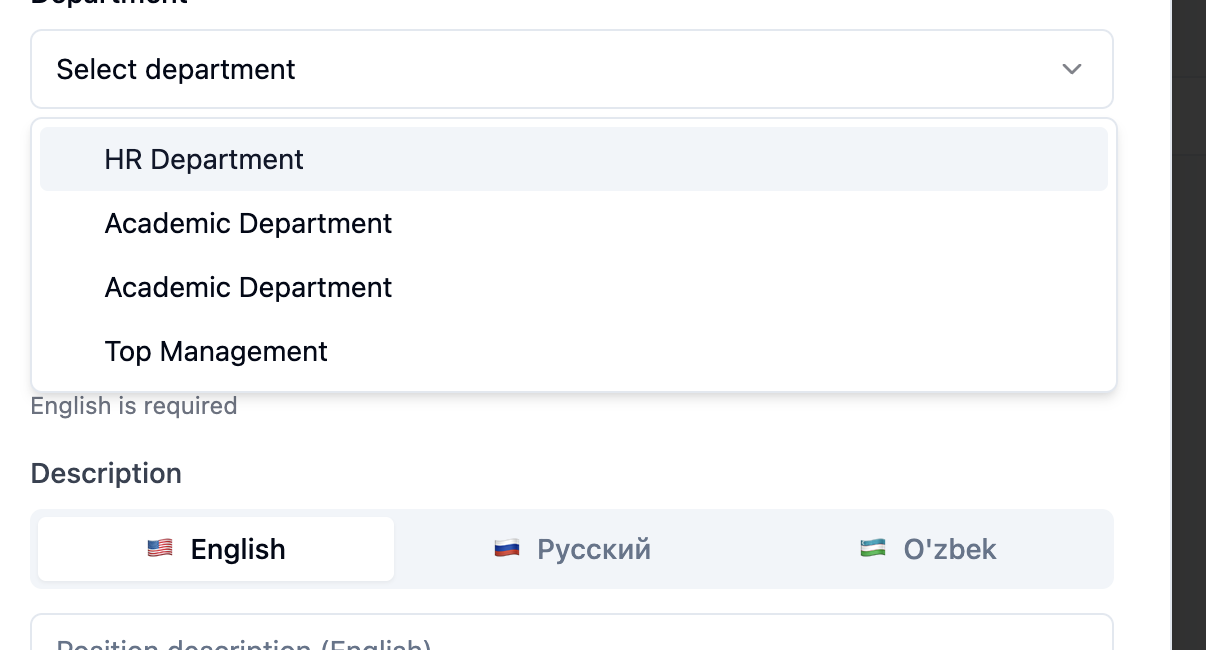 Department
Select department
HR Department
Academic Department
Academic Department
Top Management
English is required
Description
English Русский O'zbek
Position description (English)